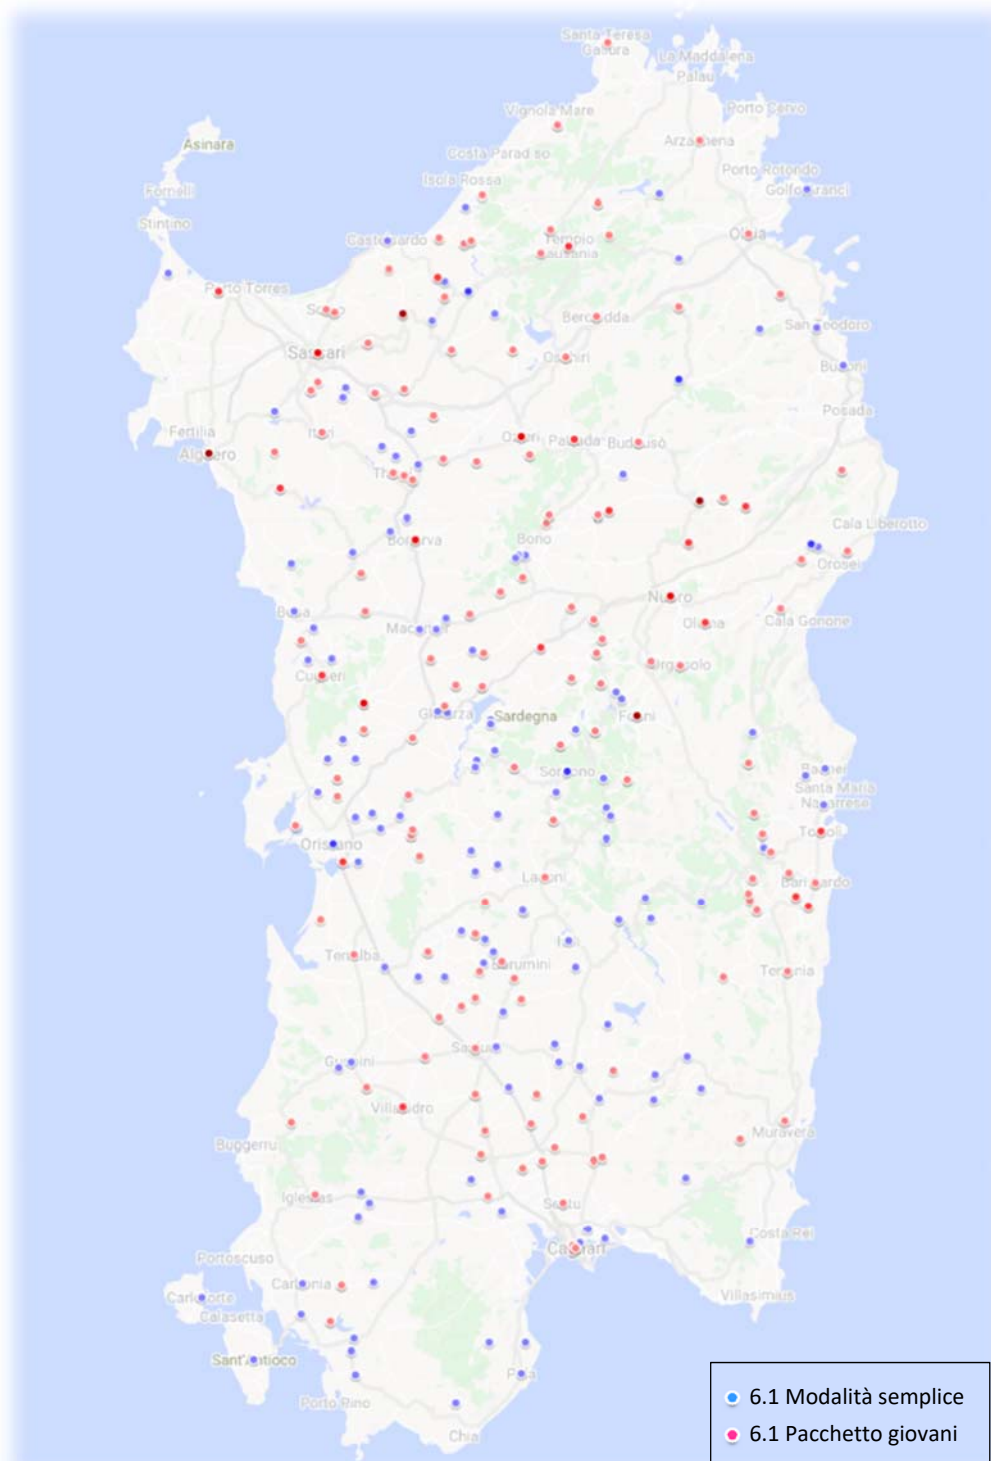 Santa Teresa
Gallura
La Maddalena
Palau
Vignola Mare
Porto Cervo
Arzachena
Asinara
Costa Paradiso
Isola Rossa
Porto Rotondo
Golfo Aranci
Fornelli
Stintino
Castelsardo
Olbia
Tempio
Pausania
Porto Torres
Sorso
Berchidda
San Teodoro
Sassari
Oschiri
Budoni
Posada
Fertilia
Ittiri
Ozieri
Pattada
Buddusò
Alghero
Thiesi
Cala Liberotto
Bonorva
Bono
Orosei
Nuoro
Bosa
Macomer
Oliena
Cala Gonone
Cuglieri
Orgosolo
Ghilarza
Sardegna
Fonni
Sorgono
Baunei
Santa Maria
Navarrese
Tortolì
Oristano
Laconi
Bari Sardo
Isili
Terralba
Barumini
Tertenia
Guspini
Sanluri
Villacidro
Muravera
Buggerru
Iglesias
Sestu
Costa Rei
Cagliari
Portoscuso
Carbonia
Carloforte
Calasetta
Villasimius
Sant'Antioco
Pula
Porto Pino
Chia
6.1 Modalità semplice
6.1 Pacchetto giovani